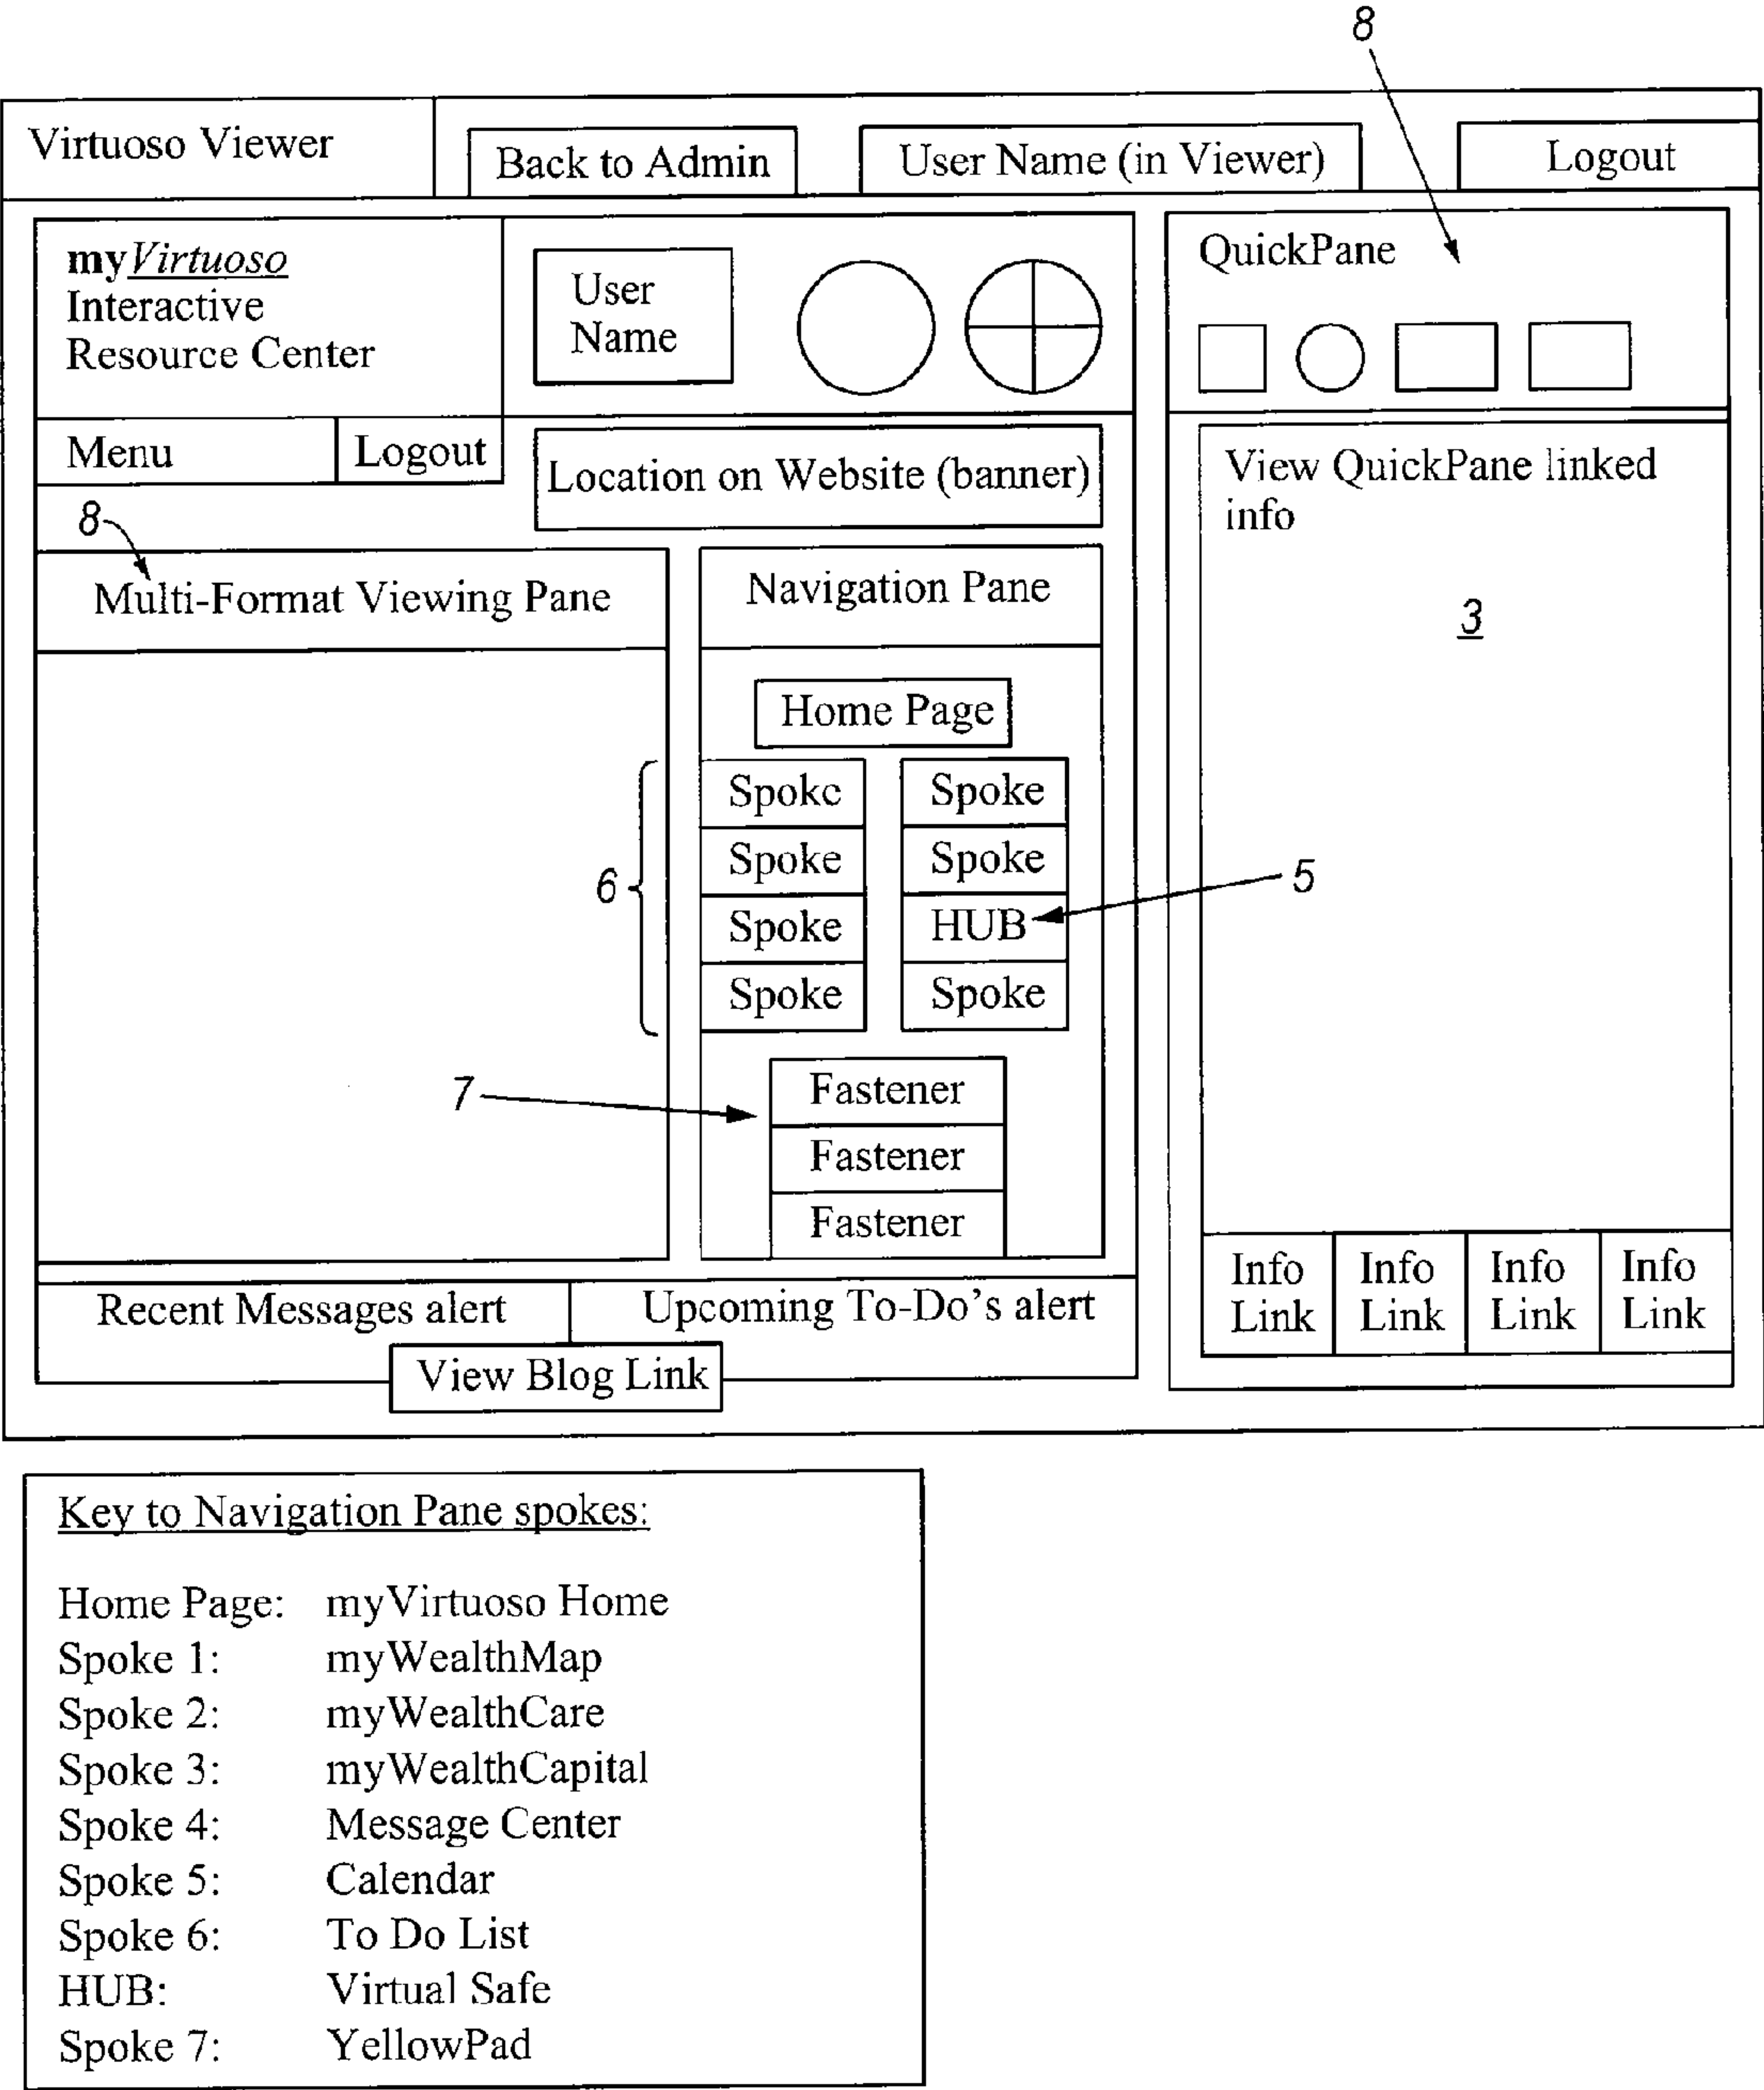 8
Virtuoso Viewer
Back to Admin
User Name (in Viewer)
Logout
myVirtuoso
Interactive
Resource Center
User
Name
Menu
Logout
Location on Website (banner)
8
Multi-Format Viewing Pane
Navigation Pane
Home Page
6
Spoke
Spoke
Spoke
Spoke
Spoke
Spoke
HUB
Spoke
5
7
Fastener
Fastener
Fastener
Recent Messages alert
Upcoming To-Do’s alert
View Blog Link
QuickPane
View QuickPane linked
info
3
Info
Link
Info
Link
Info
Link
Info
Link
Key to Navigation Pane spokes:
Home Page: myVirtuoso Home
Spoke 1: myWealthMap
Spoke 2: myWealthCare
Spoke 3: myWealthCapital
Spoke 4: Message Center
Spoke 5: Calendar
Spoke 6: To Do List
HUB: Virtual Safe
Spoke 7: YellowPad